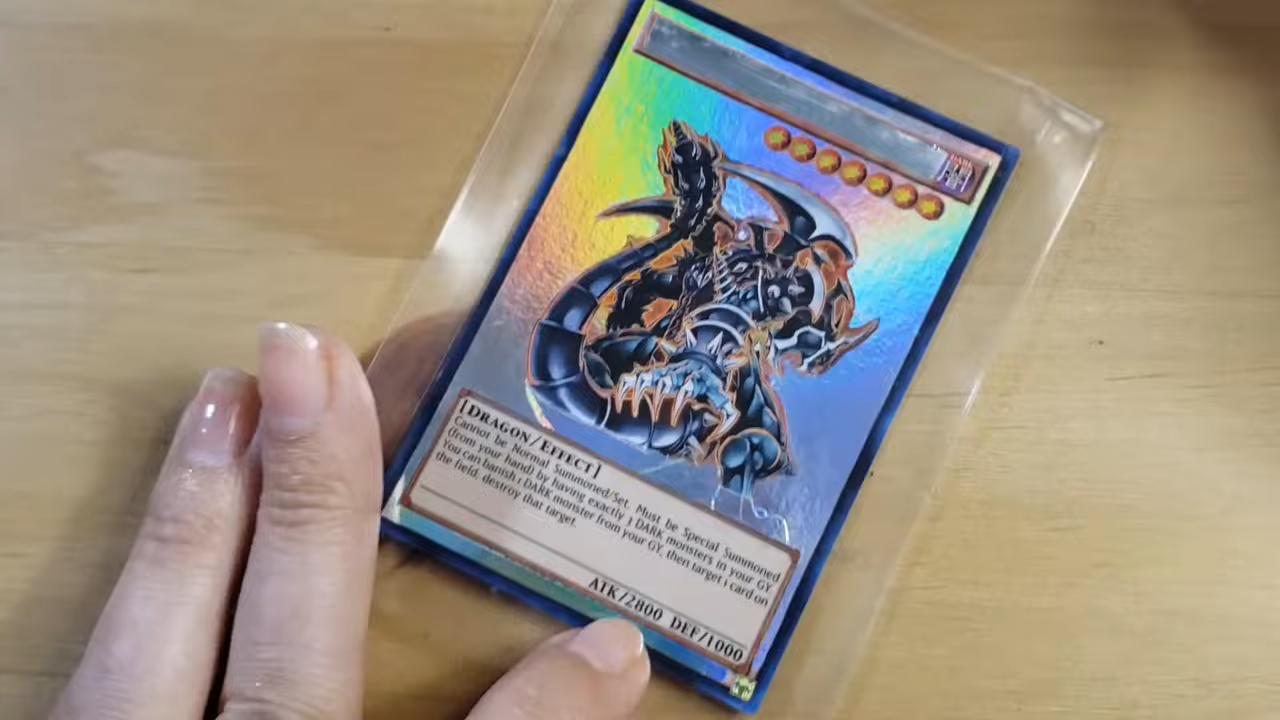 DARK
[DRAGON/EFFECT]
Cannot be Normal Summoned/Set. Must be Special Summoned
(from your hand) by having exactly 3 DARK monsters in your GY.
You can banish 1 DARK monster from your GY, then target 1 card on
the field; destroy that target.
ATK/2800 DEF/1000